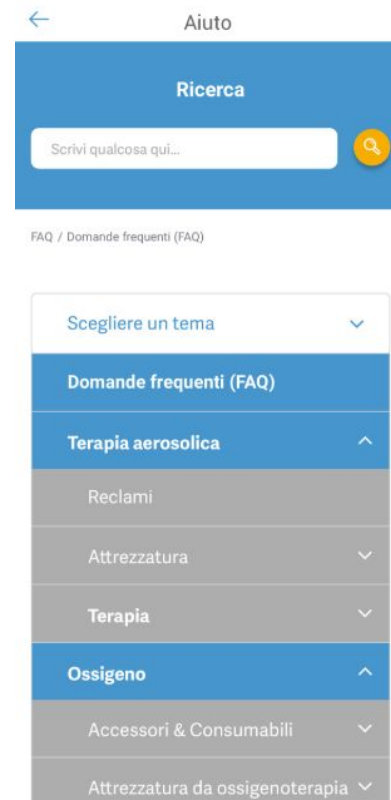 Aiuto
Ricerca
Scrivi qualcosa qui...
FAQ / Domande frequenti (FAQ)
Scegliere un tema
Domande frequenti (FAQ)
Terapia aerosolica
Reclami
Attrezzatura
Terapia
Ossigeno
Accessori & Consumabili
Attrezzatura da ossigenoterapia